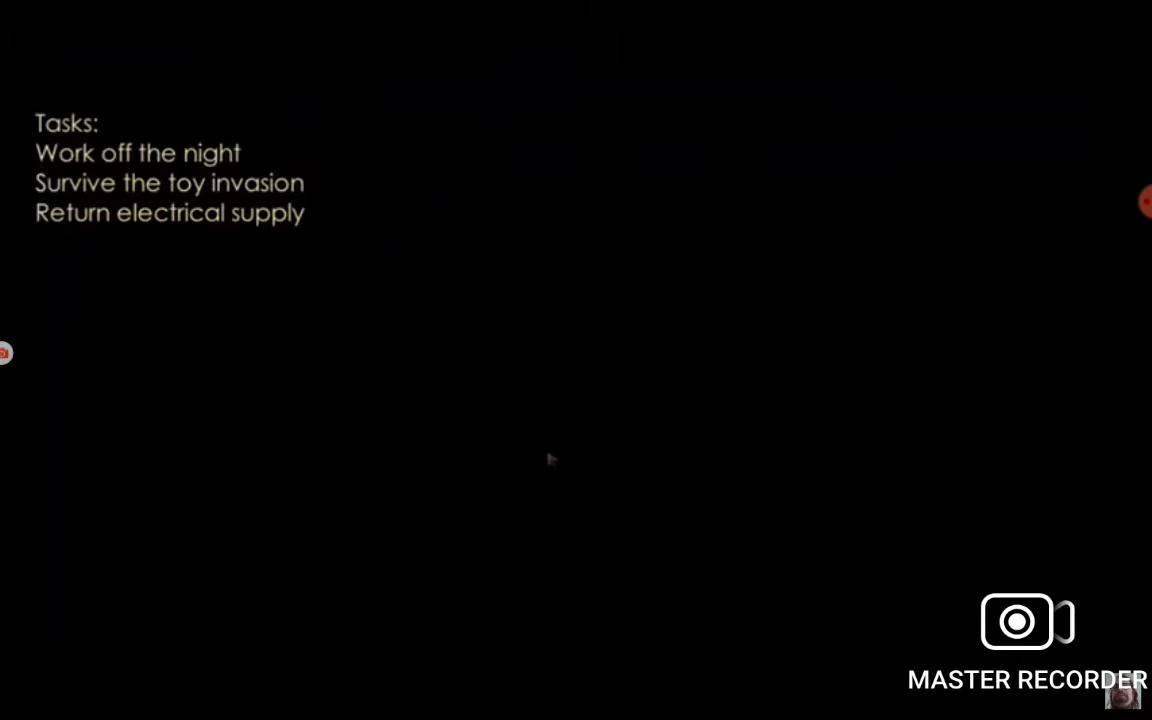 Tasks:
Work off the night
Survive the toy invasion
Return electrical supply
MASTER RECORDER